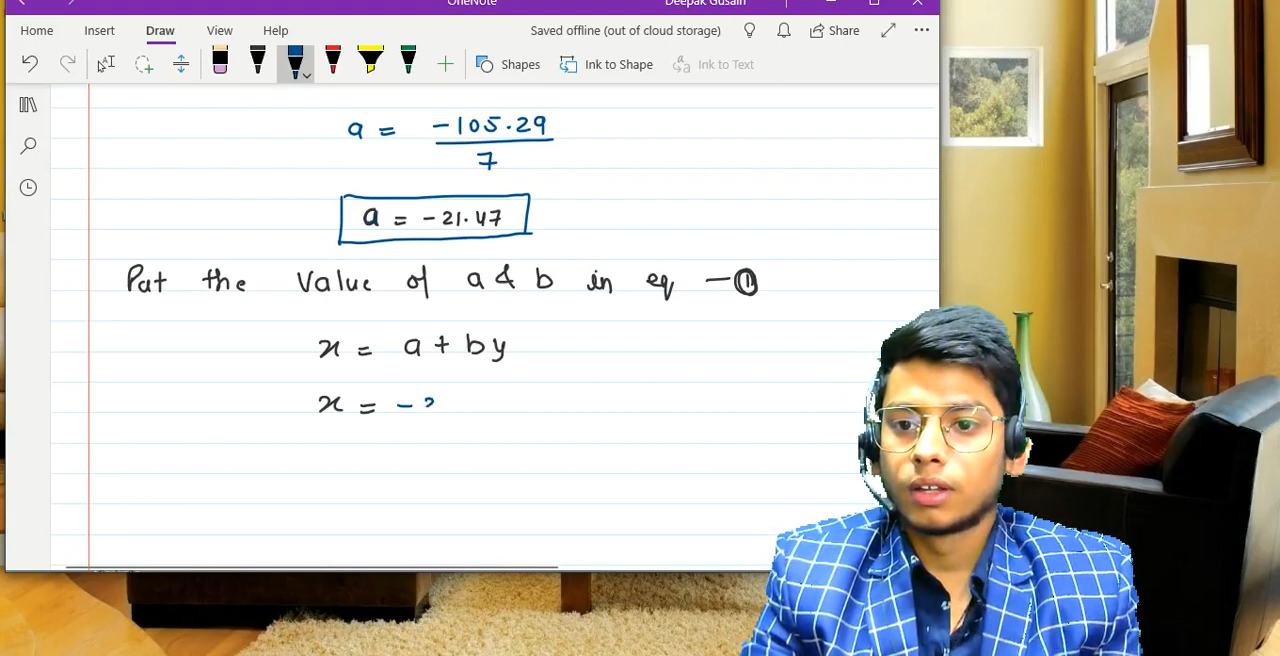 OneNote
Deepak Gusain
Home Insert Draw View Help Saved offline (out of cloud storage) Share
Shapes Ink to Shape Ink to Text
a = -105.29
7
a = -21.47
Put the Value of a & b in eq - ①
x = a + by
x = - 2